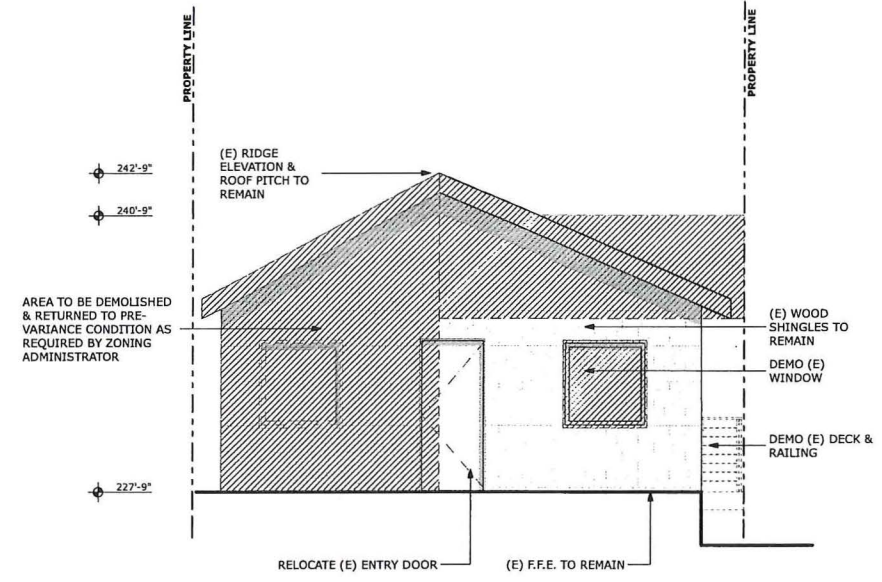 PROPERTY LINE
PROPERTY LINE
(E) RIDGE
ELEVATION &
ROOF PITCH TO
REMAIN
242'-9"
240'-9"
AREA TO BE DEMOLISHED
& RETURNED TO PRE-
VARIANCE CONDITION AS
REQUIRED BY ZONING
ADMINISTRATOR
(E) WOOD
SHINGLES TO
REMAIN
DEMO (E)
WINDOW
DEMO (E) DECK &
RAILING
227'-9"
RELOCATE (E) ENTRY DOOR
(E) F.F.E. TO REMAIN